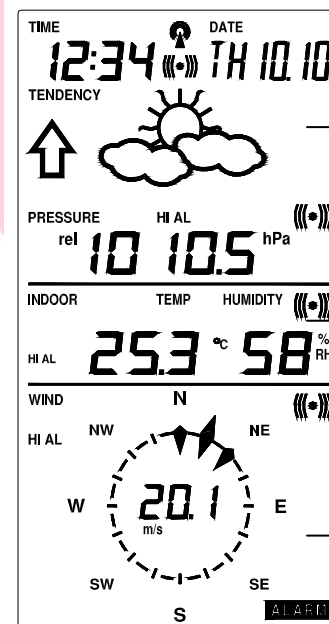 TIME DATE
12:34 TH 10.10
TENDENCY
PRESSURE HI AL
rel 1010.5 hPa
INDOOR TEMP HUMIDITY
HI AL 25.3 °C 58 % RH
WIND N
HI AL NW NE
W 20.1 E
m/s
SW SE
S ALARM